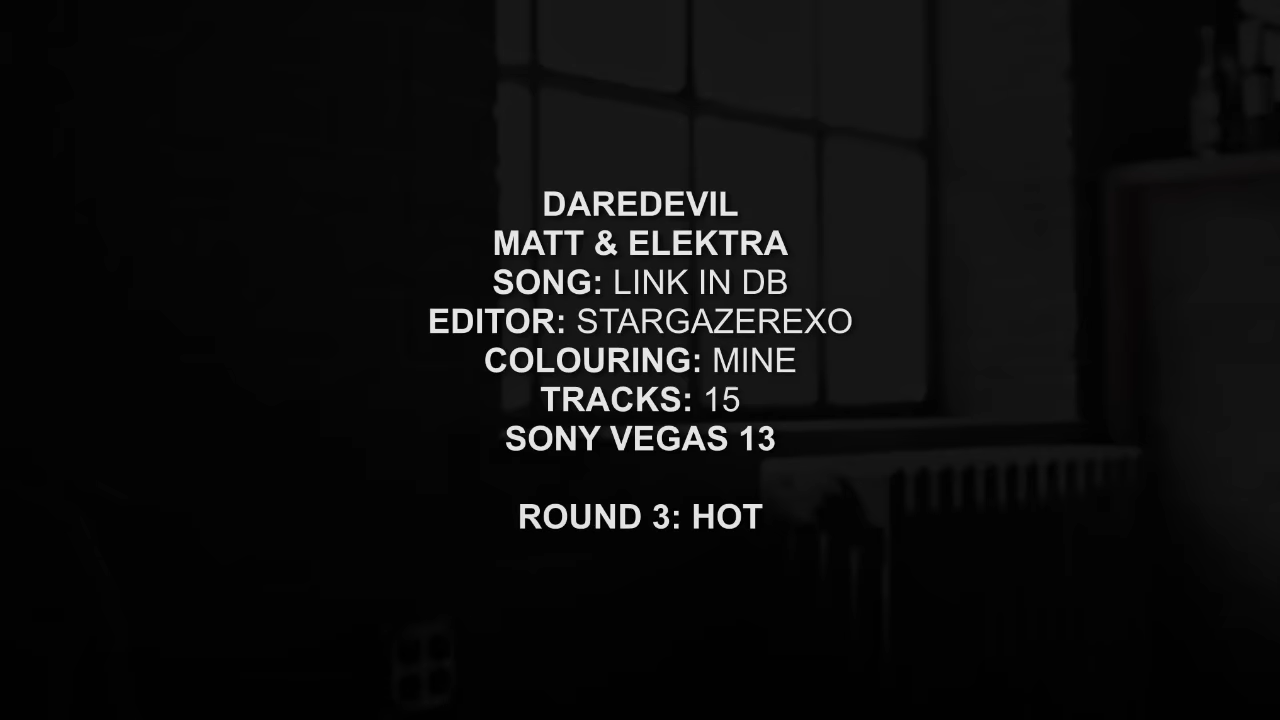 DAREDEVIL
MATT & ELEKTRA
SONG: LINK IN DB
EDITOR: STARGAZEREXO
COLOURING: MINE
TRACKS: 15
SONY VEGAS 13
ROUND 3: HOT